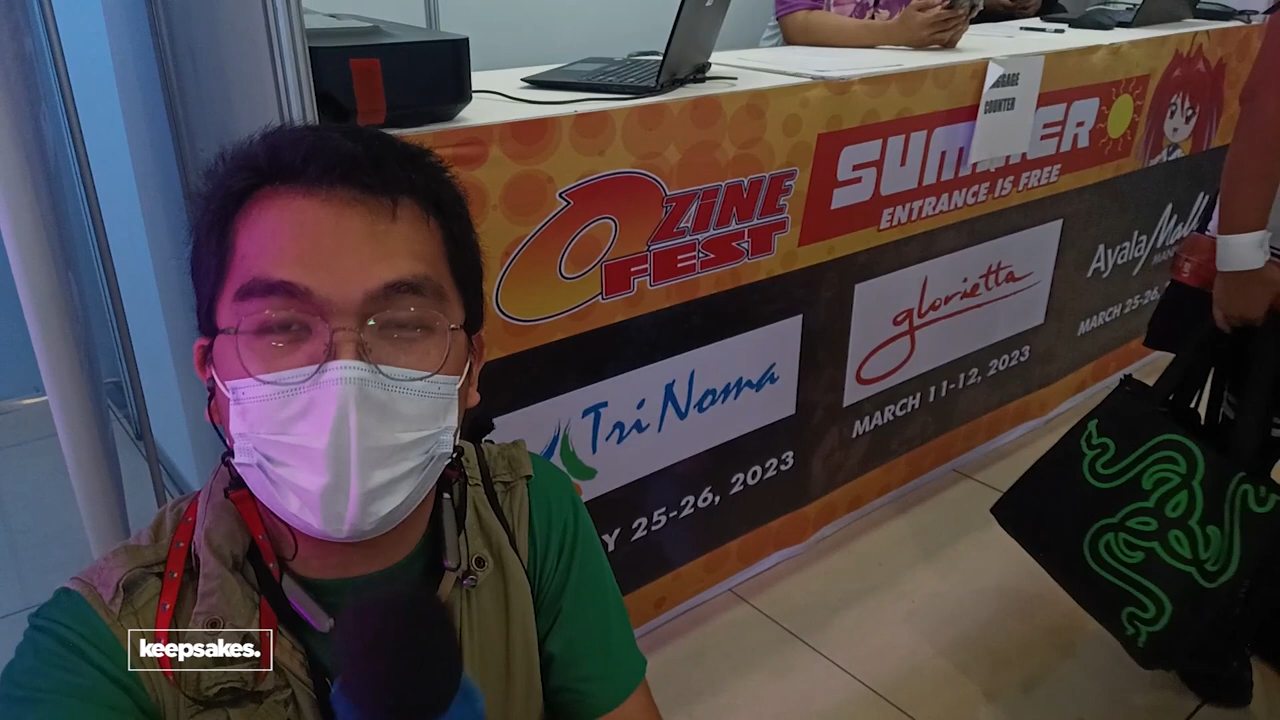 COUNTER
OZINE
FEST
SUMMER
ENTRANCE IS FREE
TriNoma
25-26, 2023
glorietta
MARCH 11-12, 2023
Ayala
MARCH 25-26,
keepsakes.